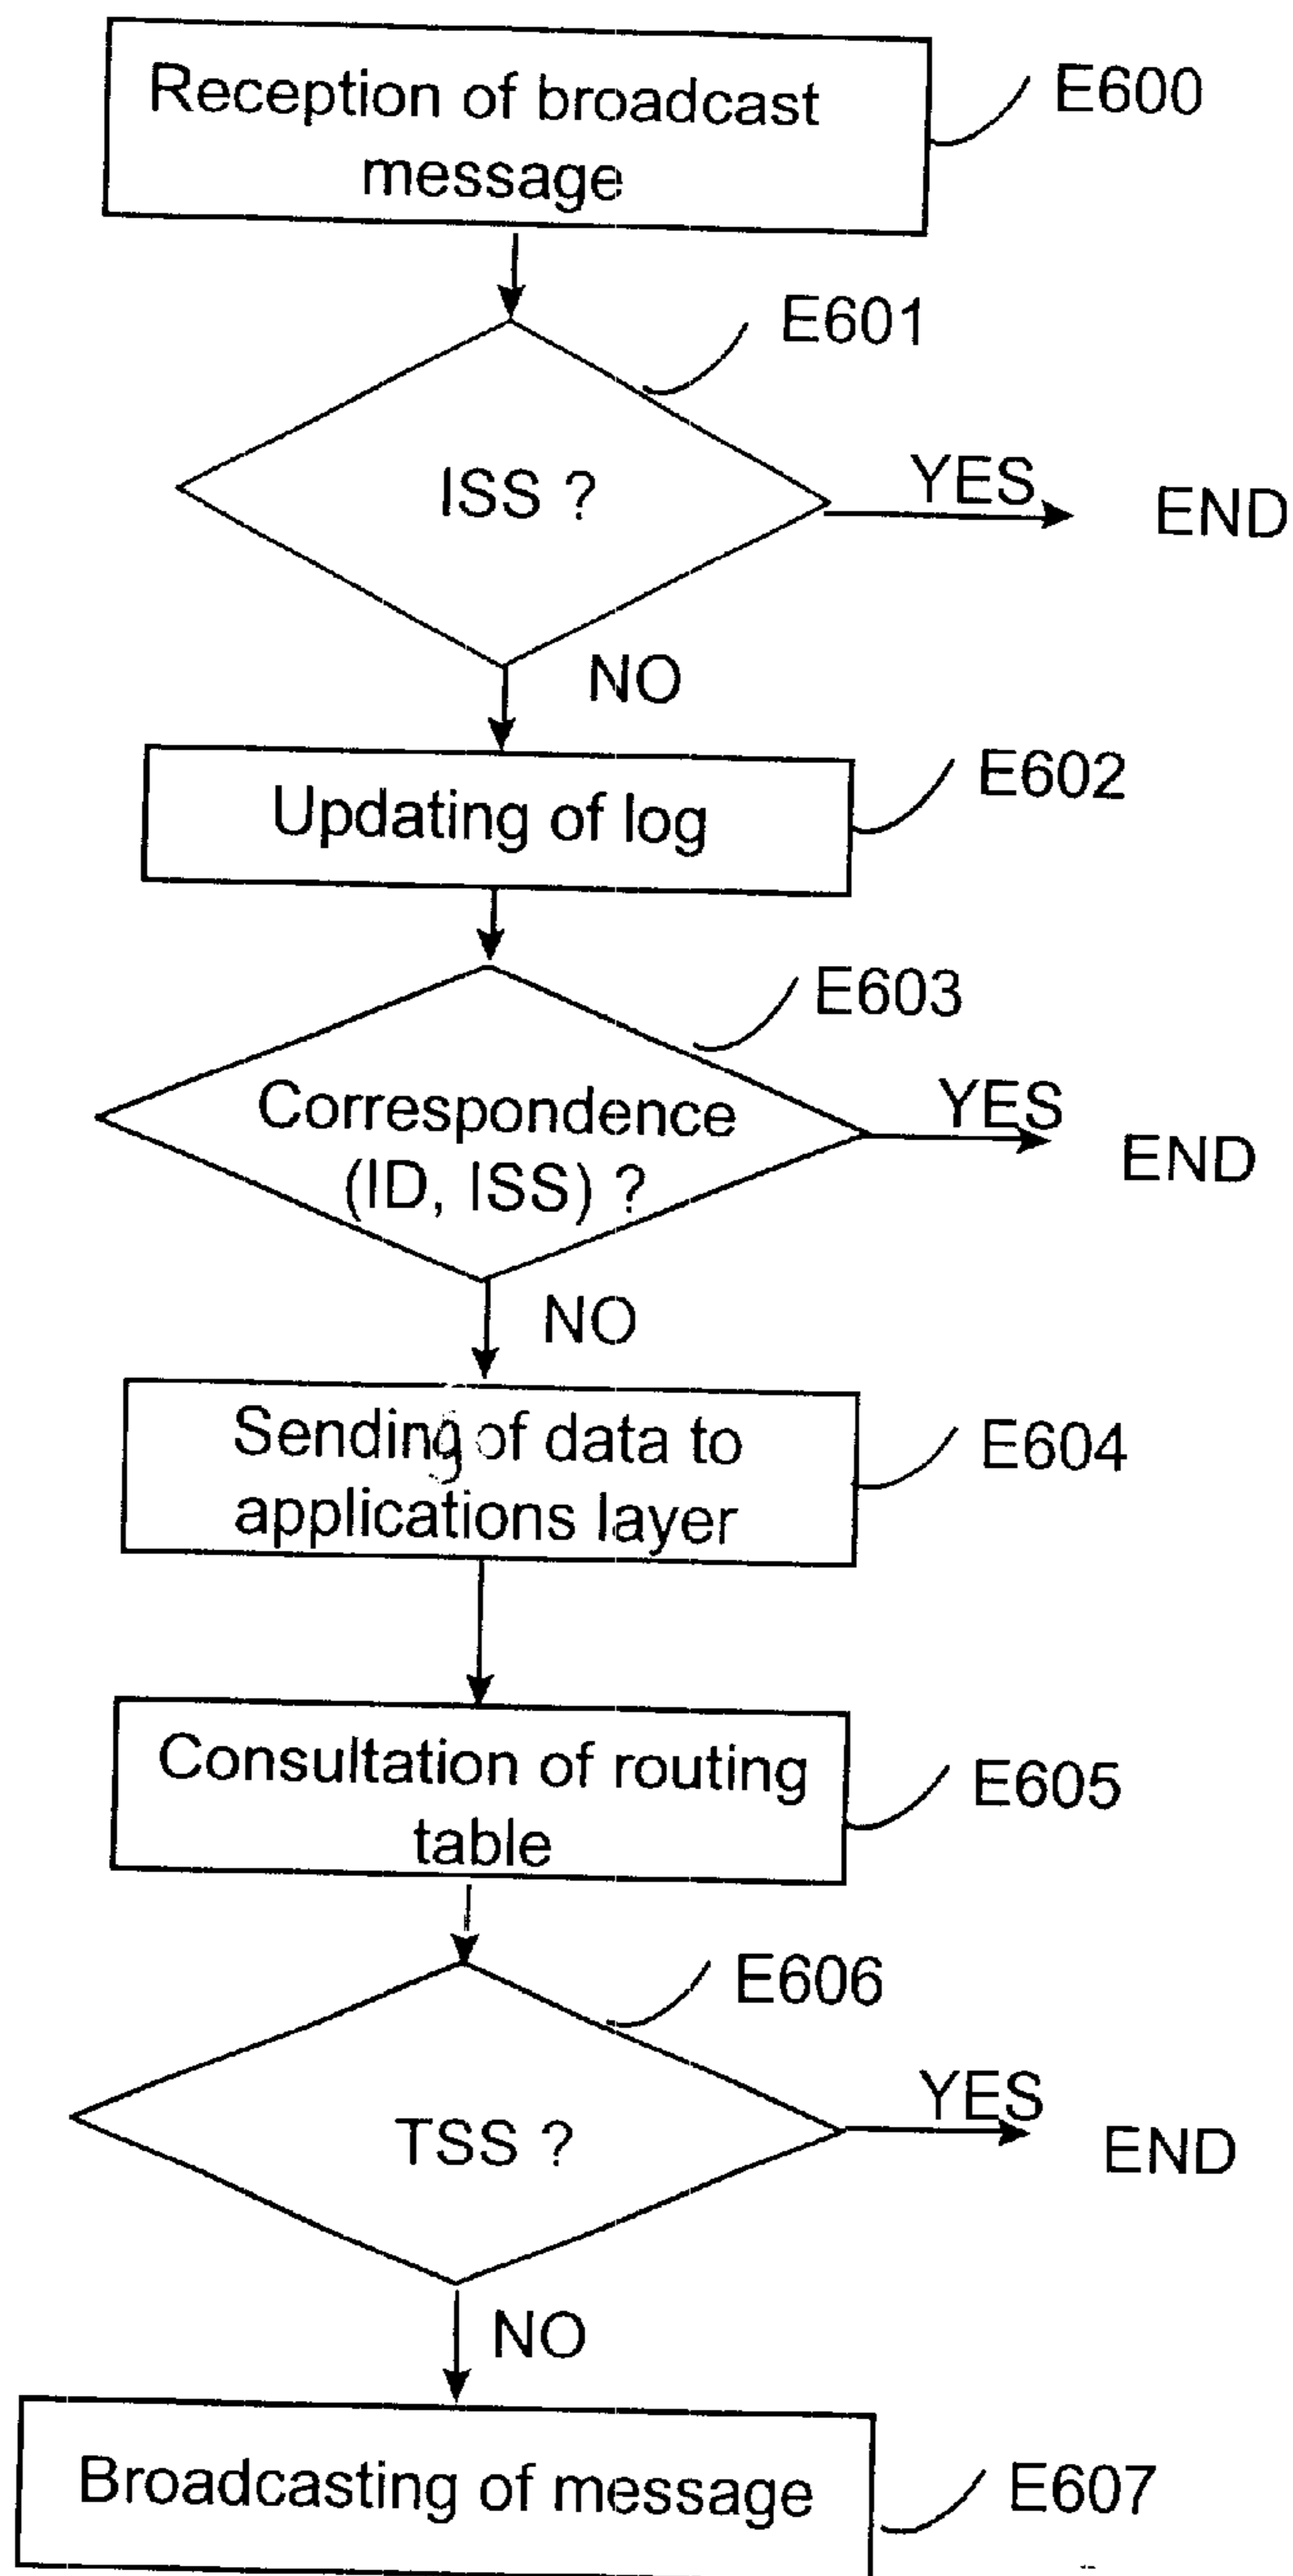 Reception of broadcast
message
E600
E601
ISS ?
YES
END
NO
Updating of log
E602
E603
Correspondence
(ID, ISS) ?
YES
END
NO
Sending of data to
applications layer
E604
Consultation of routing
table
E605
E606
TSS ?
YES
END
NO
Broadcasting of message
E607